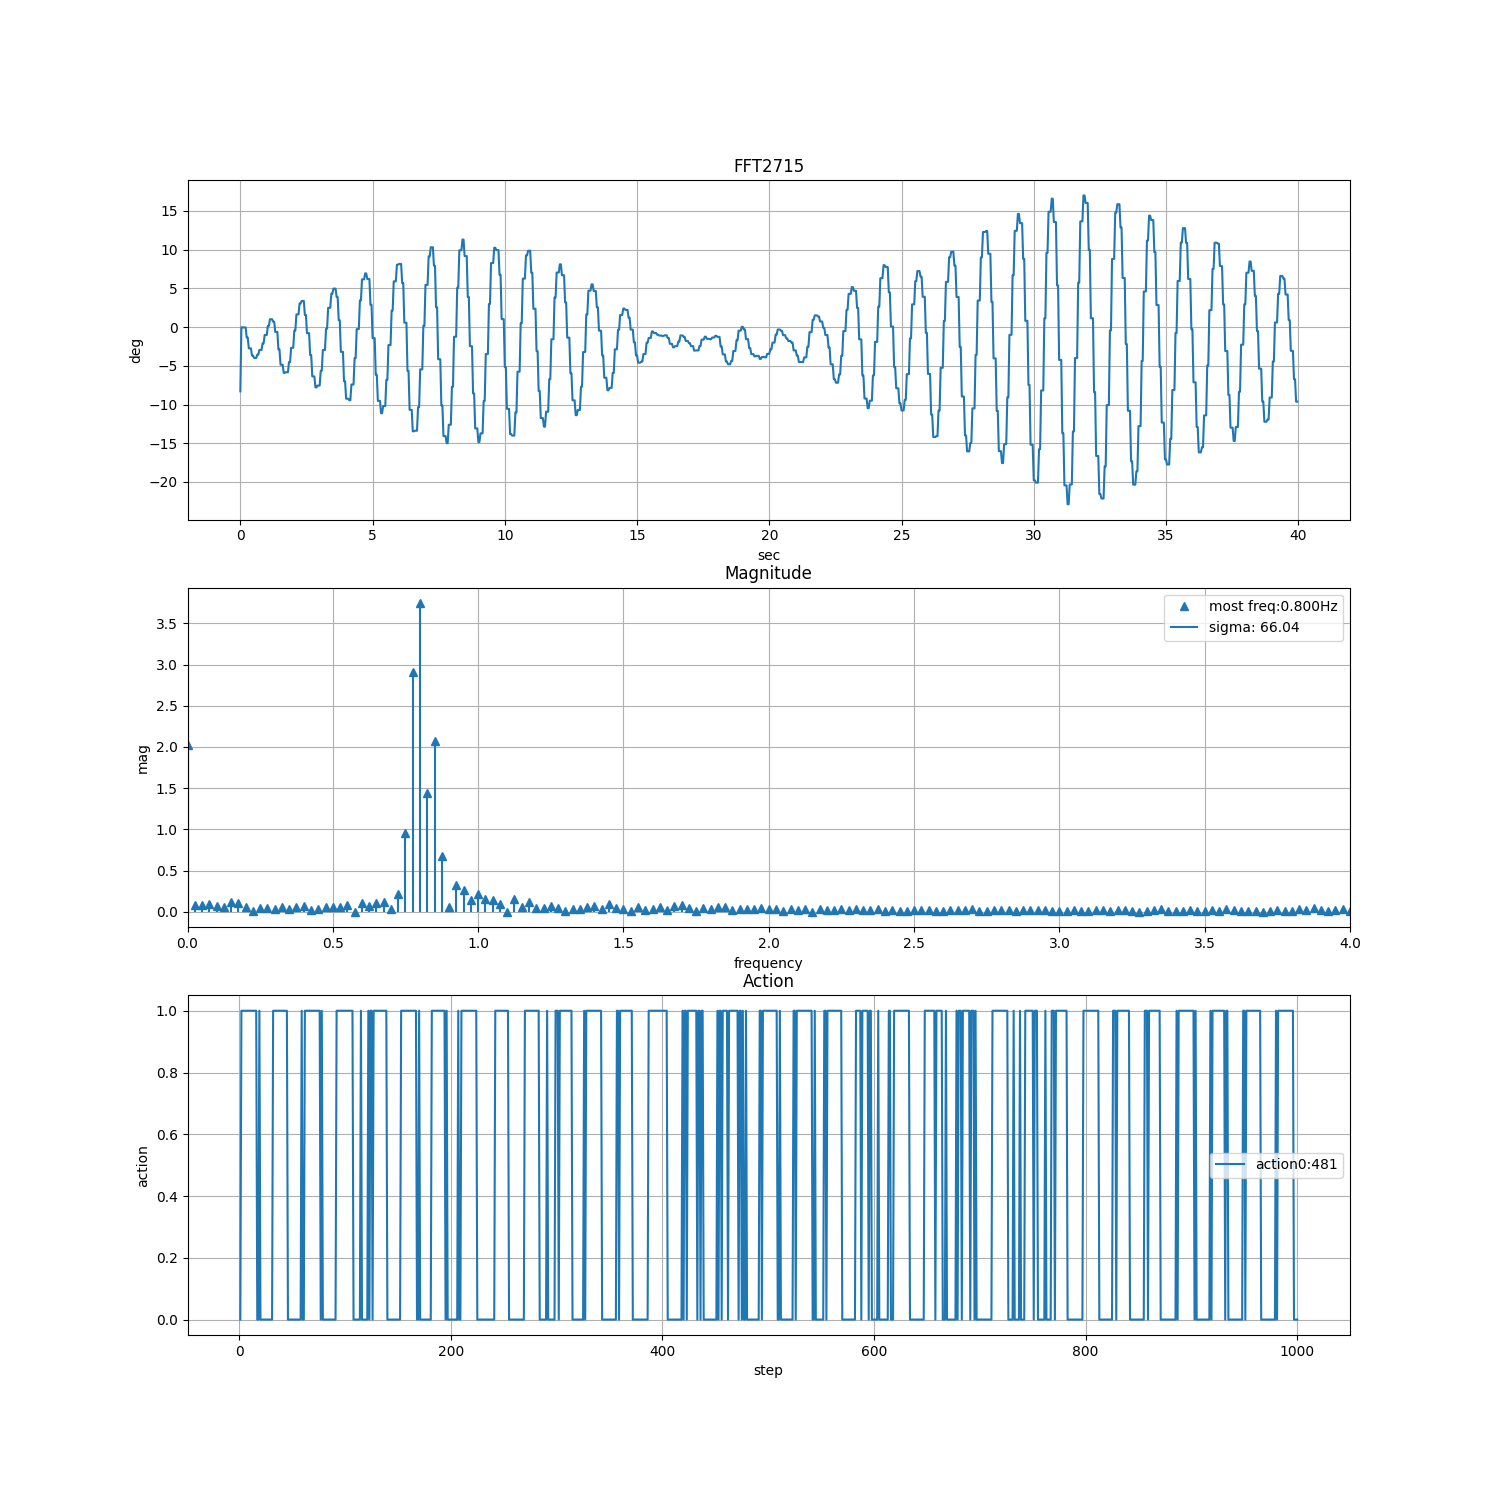 FFT2715
15
10
5
0
−5
−10
−15
−20
deg
0 5 10 15 20 25 30 35 40
sec
Magnitude
most freq:0.800Hz
sigma: 66.04
3.5
3.0
2.5
2.0
1.5
1.0
0.5
0.0
mag
0.0 0.5 1.0 1.5 2.0 2.5 3.0 3.5 4.0
frequency
Action
1.0
0.8
0.6
0.4
0.2
0.0
action
action0:481
0 200 400 600 800 1000
step